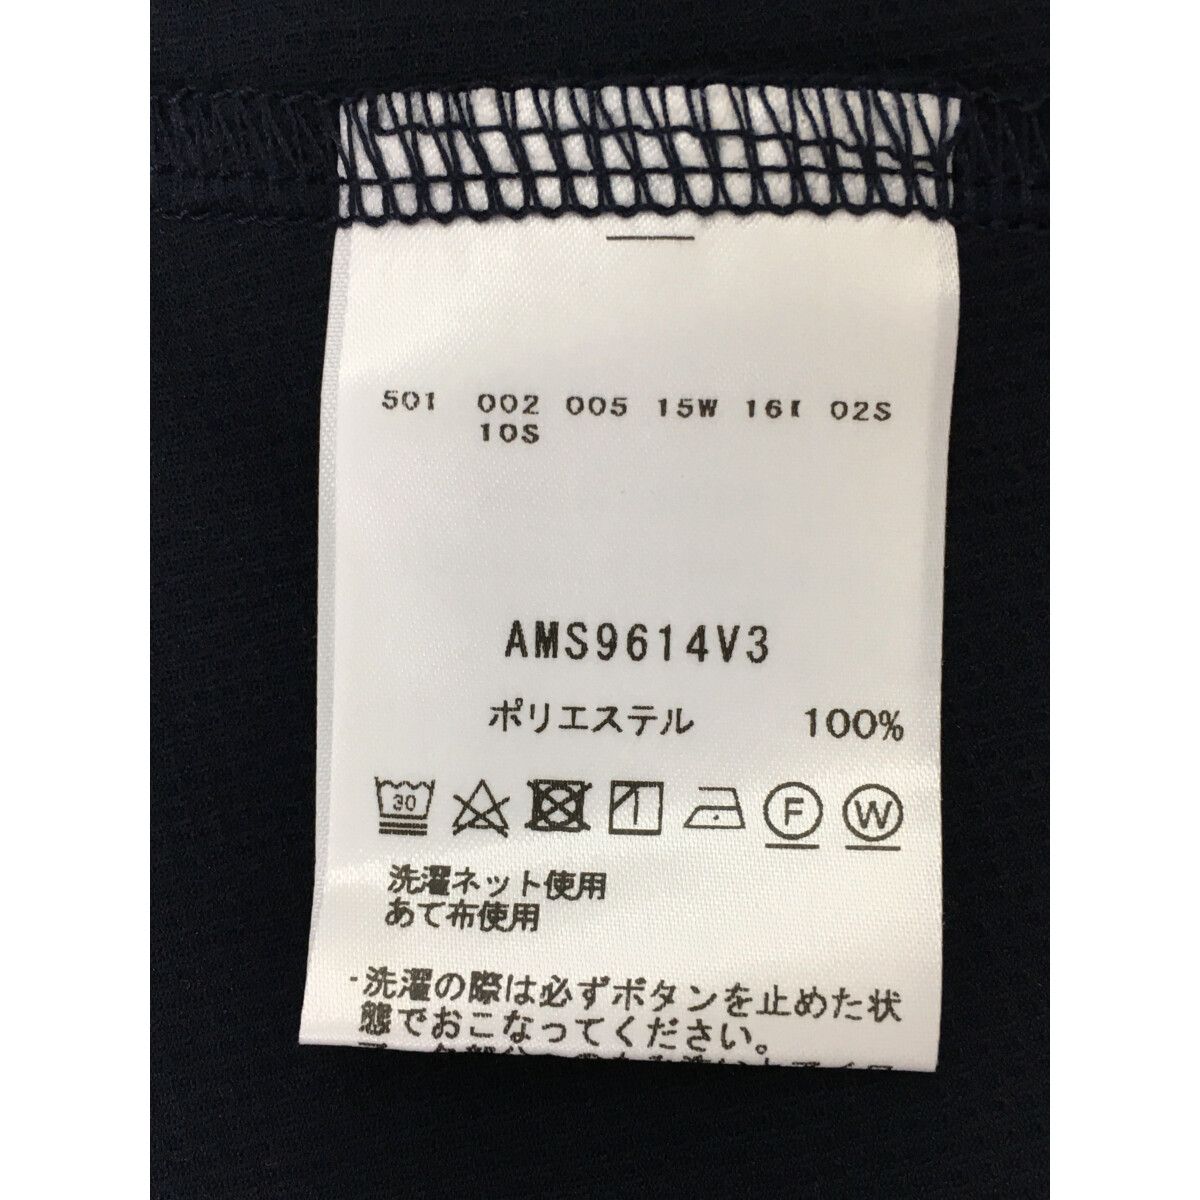 501 002 005 15W 16I 02S
10S
AMS9614V3
ポリエステル 100%
30 F W
洗濯ネット使用
あて布使用
・洗濯の際は必ずボタンを止めた状
態でおこなってください。